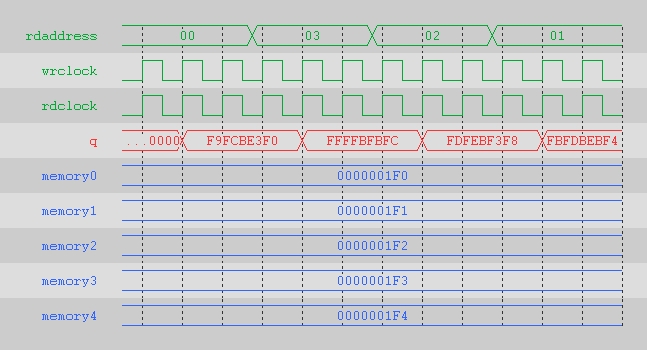 rdaddress 00 03 02 01
wrclock
rdclock
q ...0000 F9FCBE3F0 FFFFBFBFC FDFEBF3F8 FBFDBEBF4
memory0 0000001F0
memory1 0000001F1
memory2 0000001F2
memory3 0000001F3
memory4 0000001F4